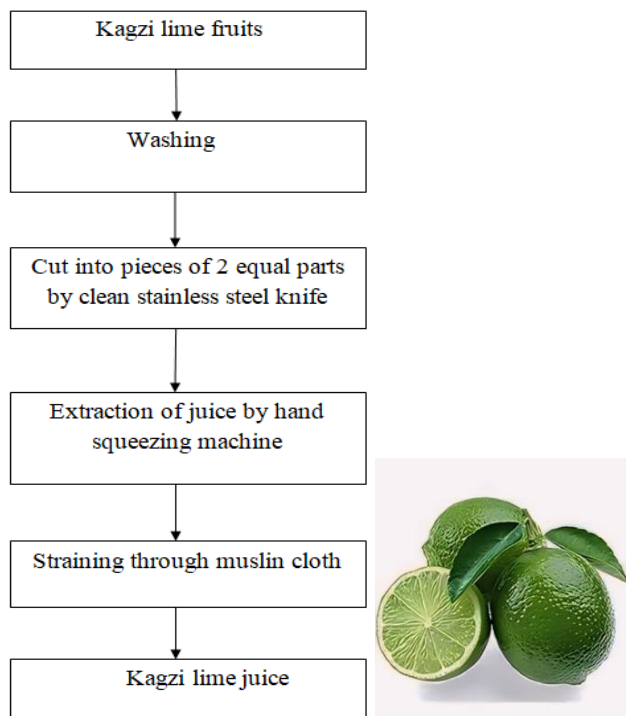 Kagzi lime fruits
Washing
Cut into pieces of 2 equal parts
by clean stainless steel knife
Extraction of juice by hand
squeezing machine
Straining through muslin cloth
Kagzi lime juice